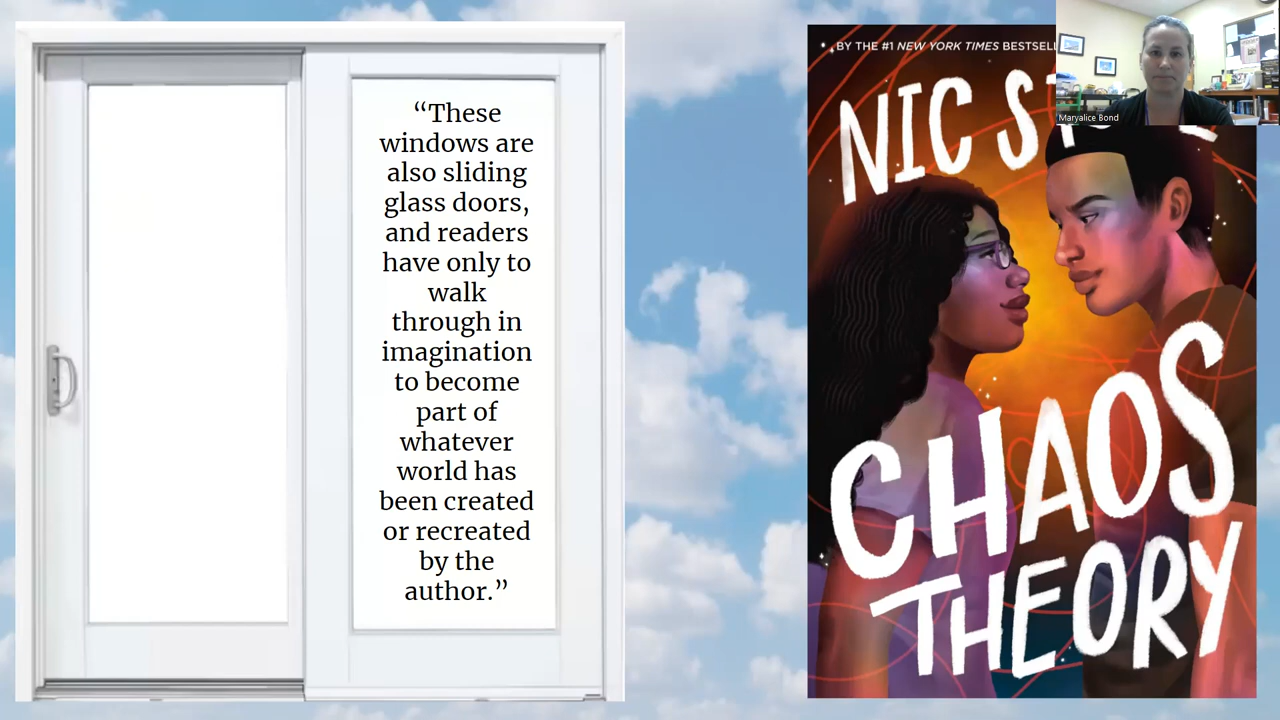 “These
windows are
also sliding
glass doors,
and readers
have only to
walk
through in
imagination
to become
part of
whatever
world has
been created
or recreated
by the
author.”
BY THE #1 NEW YORK TIMES
NIC
CHAOS
THEORY
Maryalice Bond